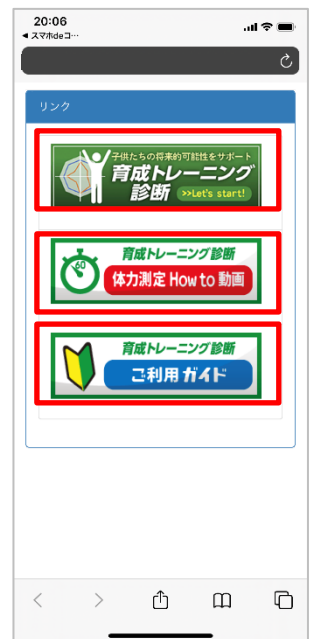 20:06
◀ スマホdeコ…
リンク
子供たちの将来的可能性をサポート
育成トレーニング
診断 >>Let's start!
育成トレーニング診断
60
体力測定 How to 動画
育成トレーニング診断
ご利用ガイド